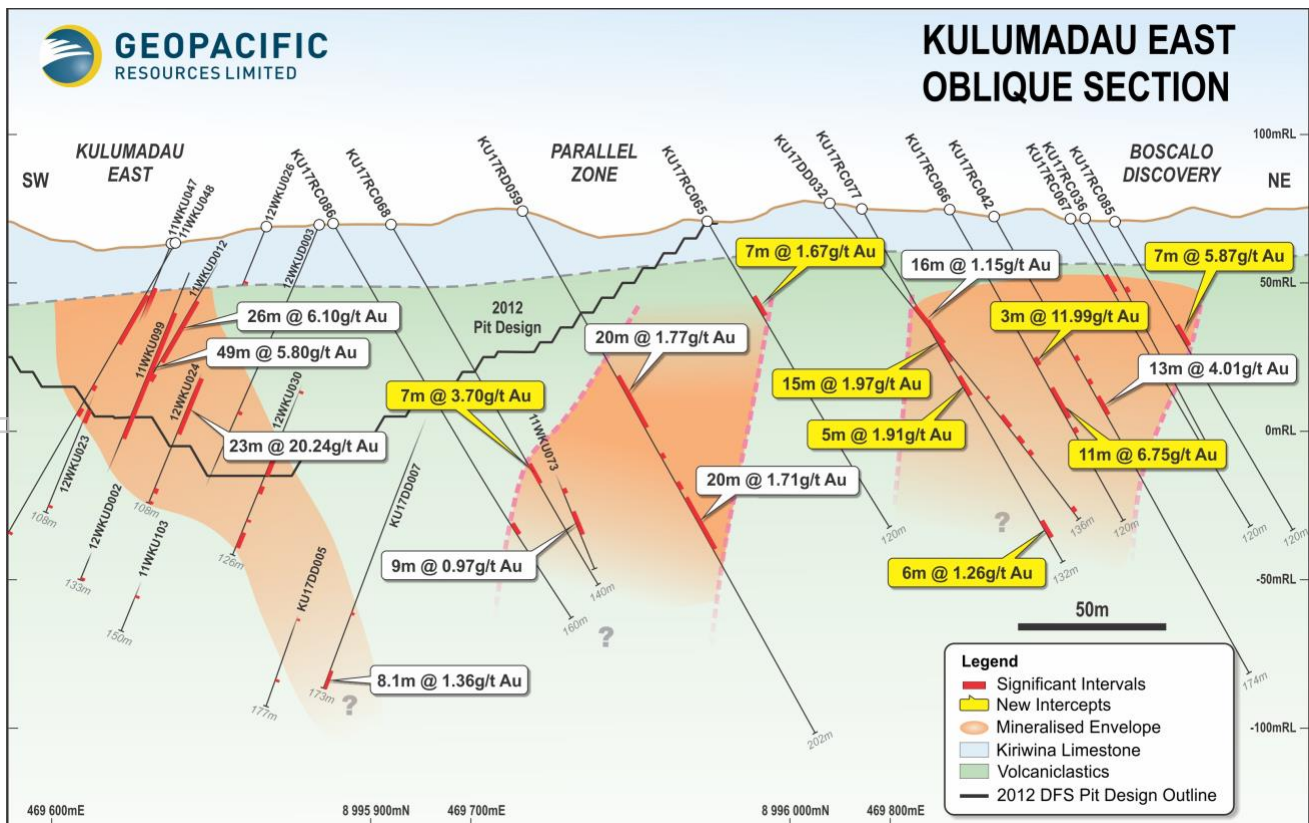 GEOPACIFIC
RESOURCES LIMITED
KULUMADAU EAST
OBLIQUE SECTION
100mRL
50mRL
0mRL
-50mRL
-100mRL
SW
KULUMADAU
EAST
PARALLEL
ZONE
BOSCALO
DISCOVERY
NE
11WKU047
11WKU048
11WKUD012
12WKU026
12WKUD003
KU17RC086
KU17RC068
KU17RD059
KU17RC065
KU17DD032
KU17RC077
KU17RC066
KU17RC042
KU17RC067
KU17RC036
KU17RC085
11WKU099
12WKU024
12WKU030
KU17DD007
11WKU073
12WKU023
12WKUD002
11WKU103
KU17DD005
2012
Pit Design
26m @ 6.10g/t Au
49m @ 5.80g/t Au
23m @ 20.24g/t Au
7m @ 3.70g/t Au
9m @ 0.97g/t Au
8.1m @ 1.36g/t Au
20m @ 1.77g/t Au
20m @ 1.71g/t Au
7m @ 1.67g/t Au
16m @ 1.15g/t Au
3m @ 11.99g/t Au
7m @ 5.87g/t Au
13m @ 4.01g/t Au
15m @ 1.97g/t Au
5m @ 1.91g/t Au
11m @ 6.75g/t Au
6m @ 1.26g/t Au
108m
133m
108m
150m
126m
177m
173m
?
160m
140m
?
202m
120m
?
136m
132m
120m
120m
120m
174m
50m
Legend
Significant Intervals
New Intercepts
Mineralised Envelope
Kiriwina Limestone
Volcaniclastics
2012 DFS Pit Design Outline
469 600mE
8 995 900mN
469 700mE
8 996 000mN
469 800mE